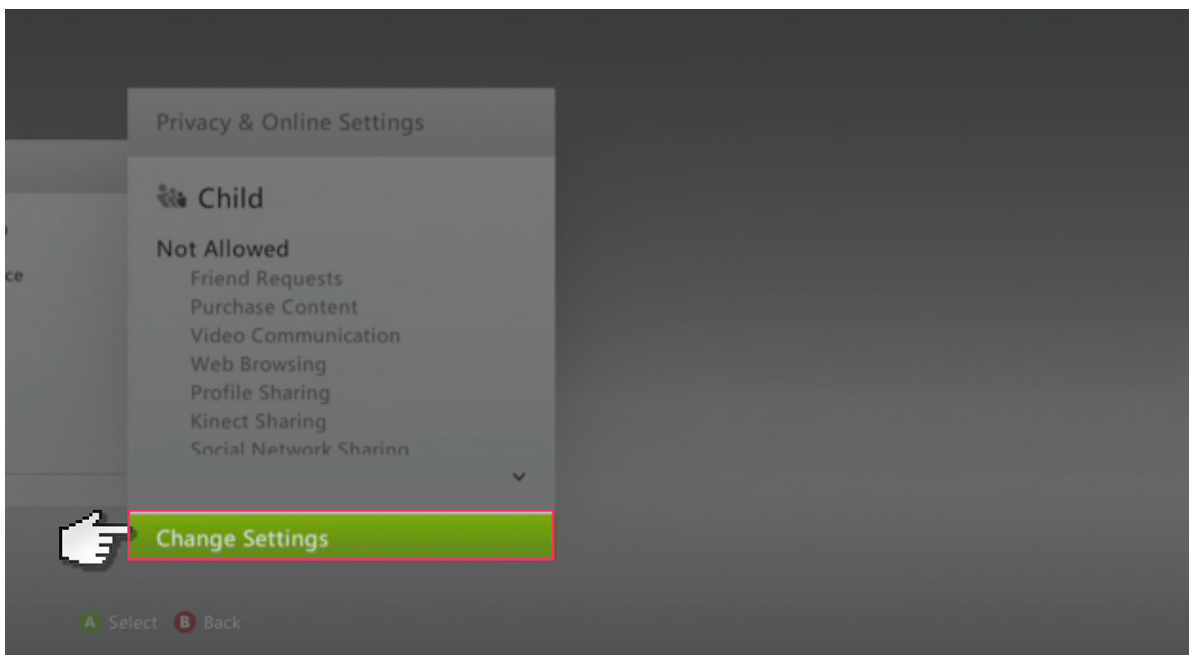 Privacy & Online Settings
Child
Not Allowed
ce
Friend Requests
Purchase Content
Video Communication
Web Browsing
Profile Sharing
Kinect Sharing
Social Network Sharing
Change Settings
A Select B Back